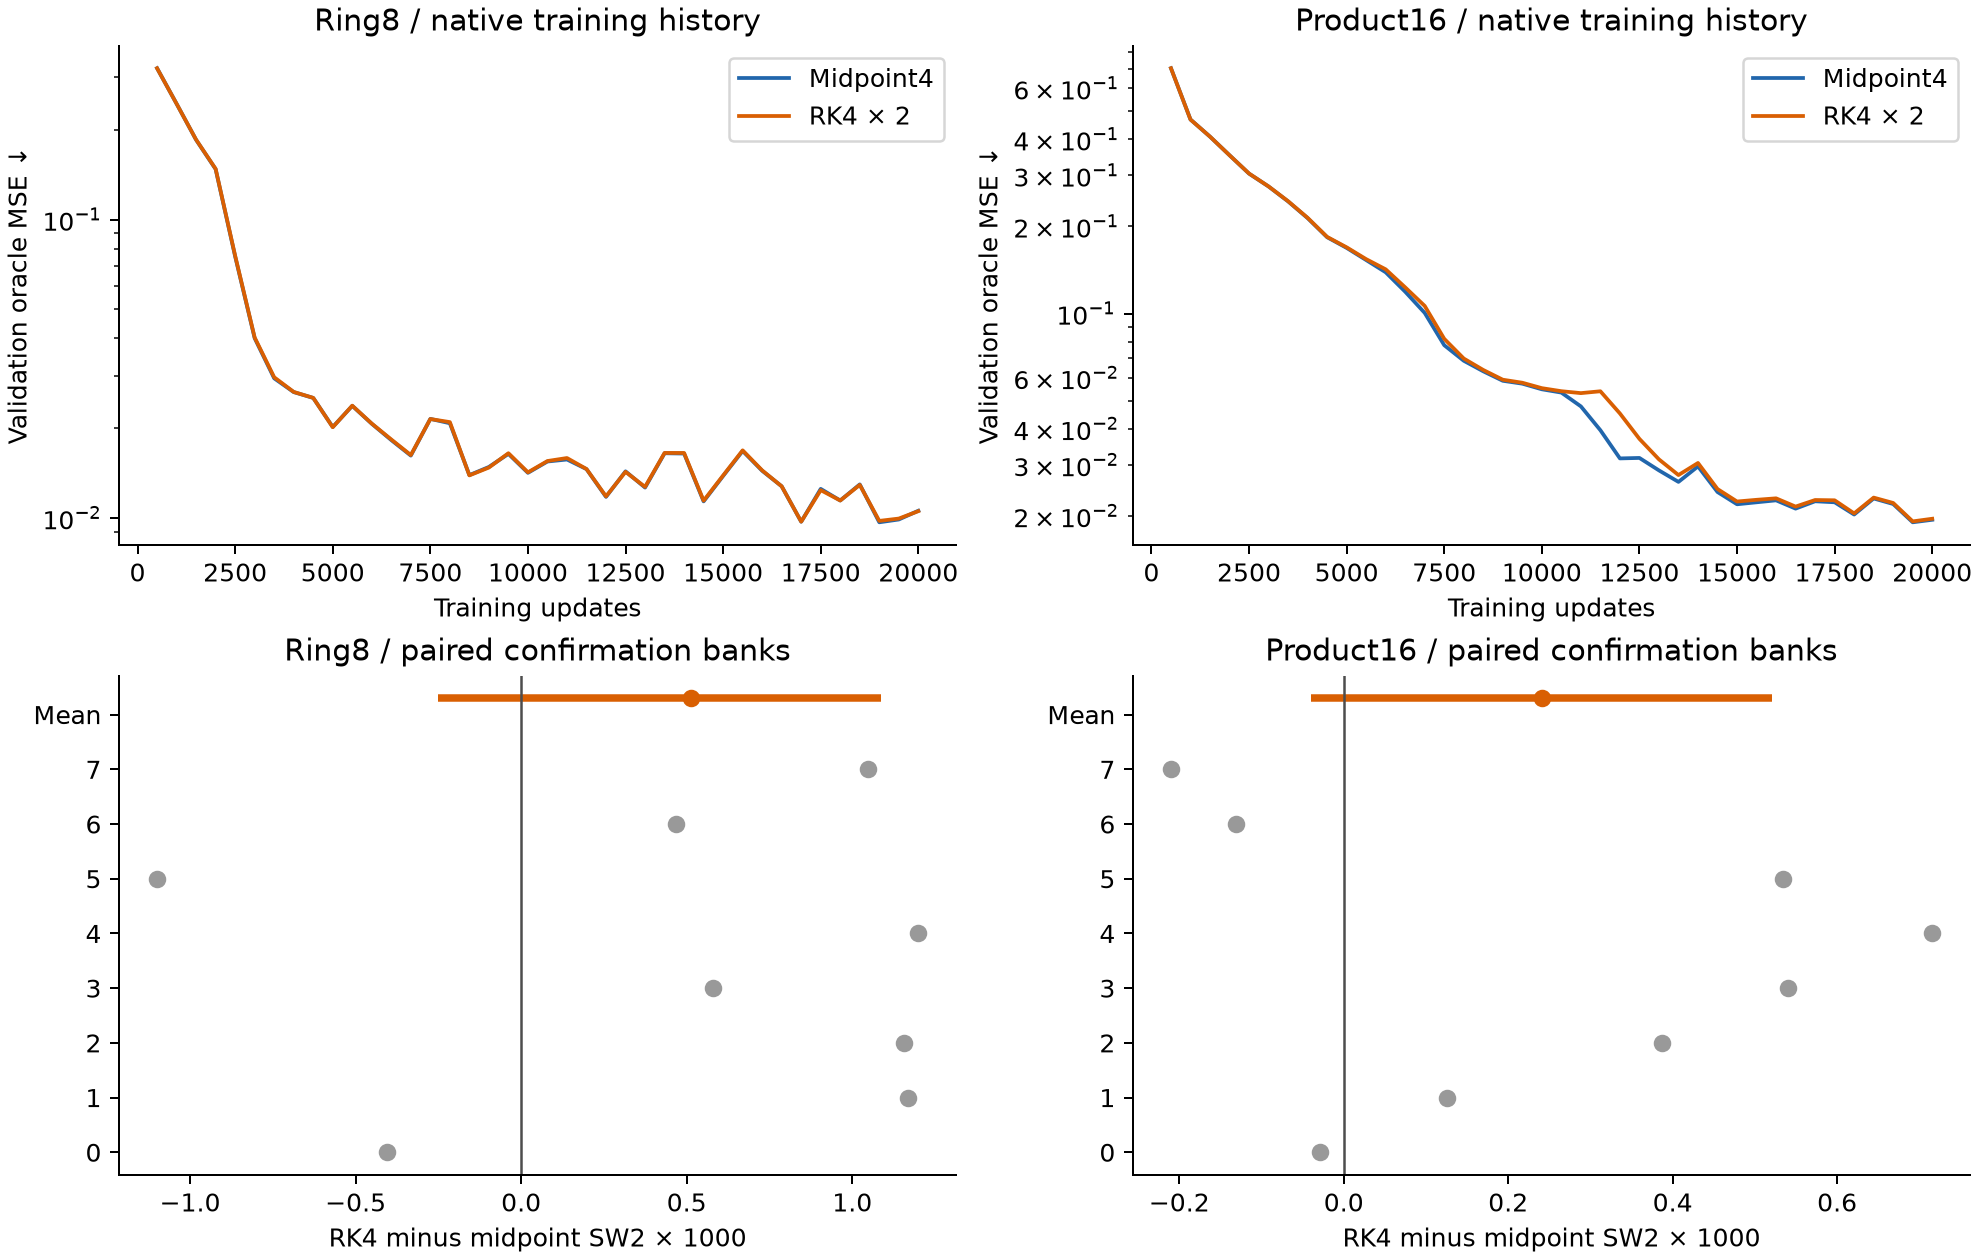 Ring8 / native training history
Validation oracle MSE ↓
10⁻¹
10⁻²
Midpoint4
RK4 × 2
0 2500 5000 7500 10000 12500 15000 17500 20000
Training updates
Product16 / native training history
Validation oracle MSE ↓
6 × 10⁻¹
4 × 10⁻¹
3 × 10⁻¹
2 × 10⁻¹
10⁻¹
6 × 10⁻²
4 × 10⁻²
3 × 10⁻²
2 × 10⁻²
Midpoint4
RK4 × 2
0 2500 5000 7500 10000 12500 15000 17500 20000
Training updates
Ring8 / paired confirmation banks
Mean
7
6
5
4
3
2
1
0
−1.0 −0.5 0.0 0.5 1.0
RK4 minus midpoint SW2 × 1000
Product16 / paired confirmation banks
Mean
7
6
5
4
3
2
1
0
−0.2 0.0 0.2 0.4 0.6
RK4 minus midpoint SW2 × 1000